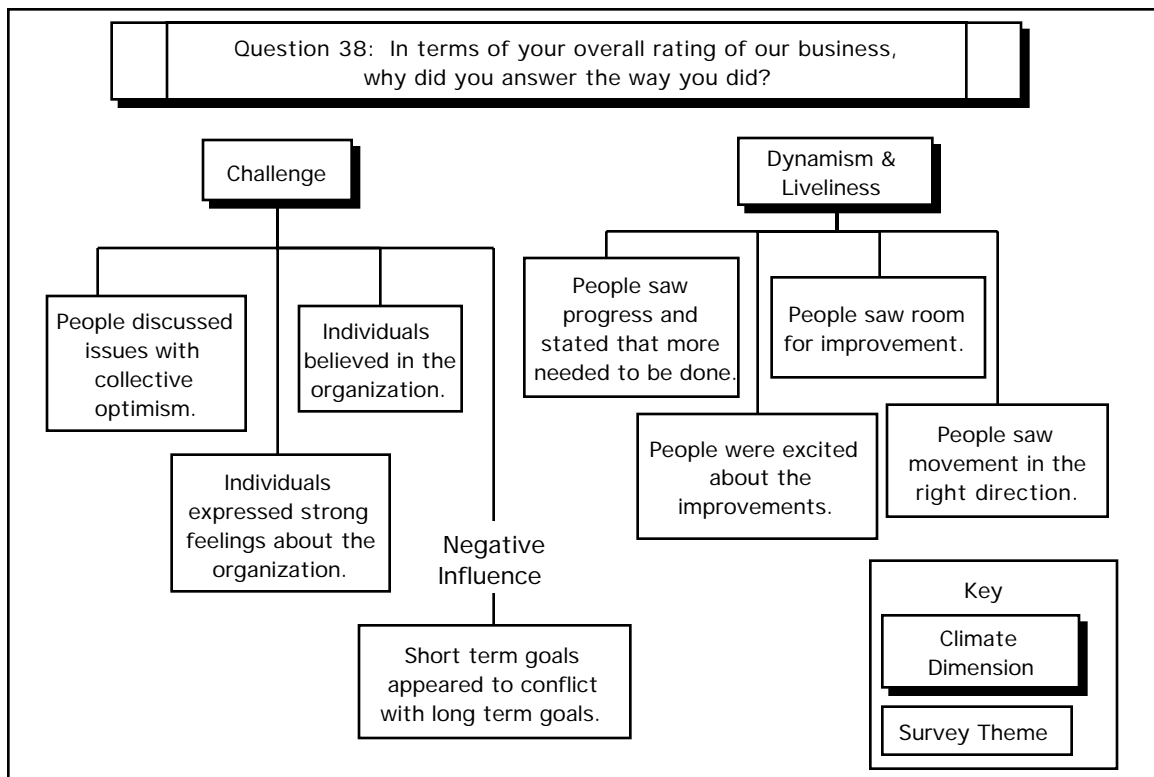 Question 38:  In terms of your overall rating of our business,
why did you answer the way you did?
Challenge
Dynamism &
Liveliness
People discussed
issues with
collective
optimism.
Individuals
believed in the
organization.
Individuals
expressed strong
feelings about the
organization.
Negative
Influence
Short term goals
appeared to conflict
with long term goals.
People saw
progress and
stated that more
needed to be done.
People saw room
for improvement.
People were excited
about the
improvements.
People saw
movement in the
right direction.
Key
Climate
Dimension
Survey Theme